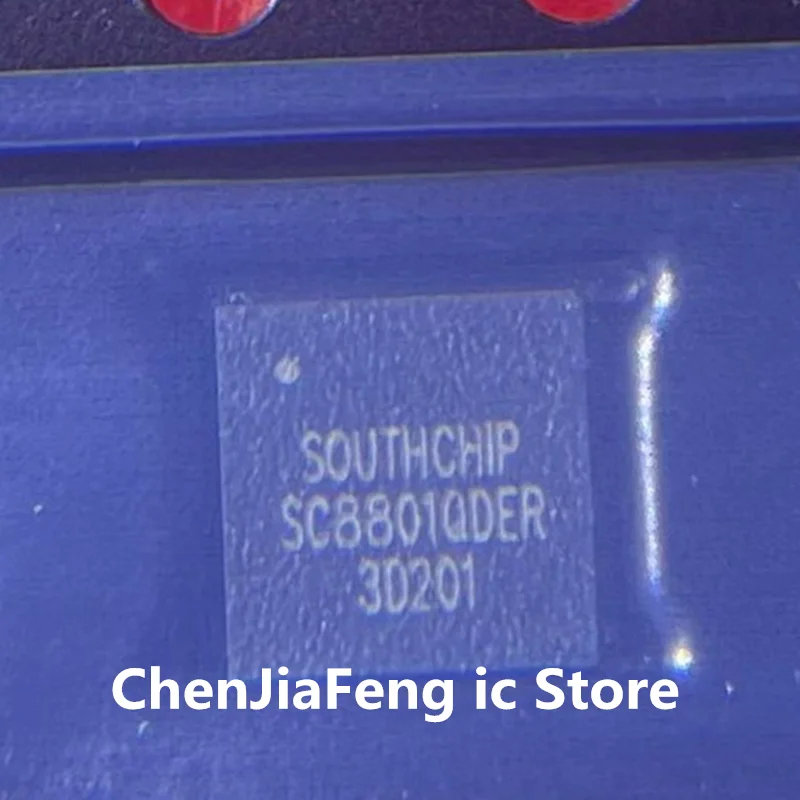 SOUTHCHIP
SC8801QDER
3D201
ChenJiaFeng ic Store